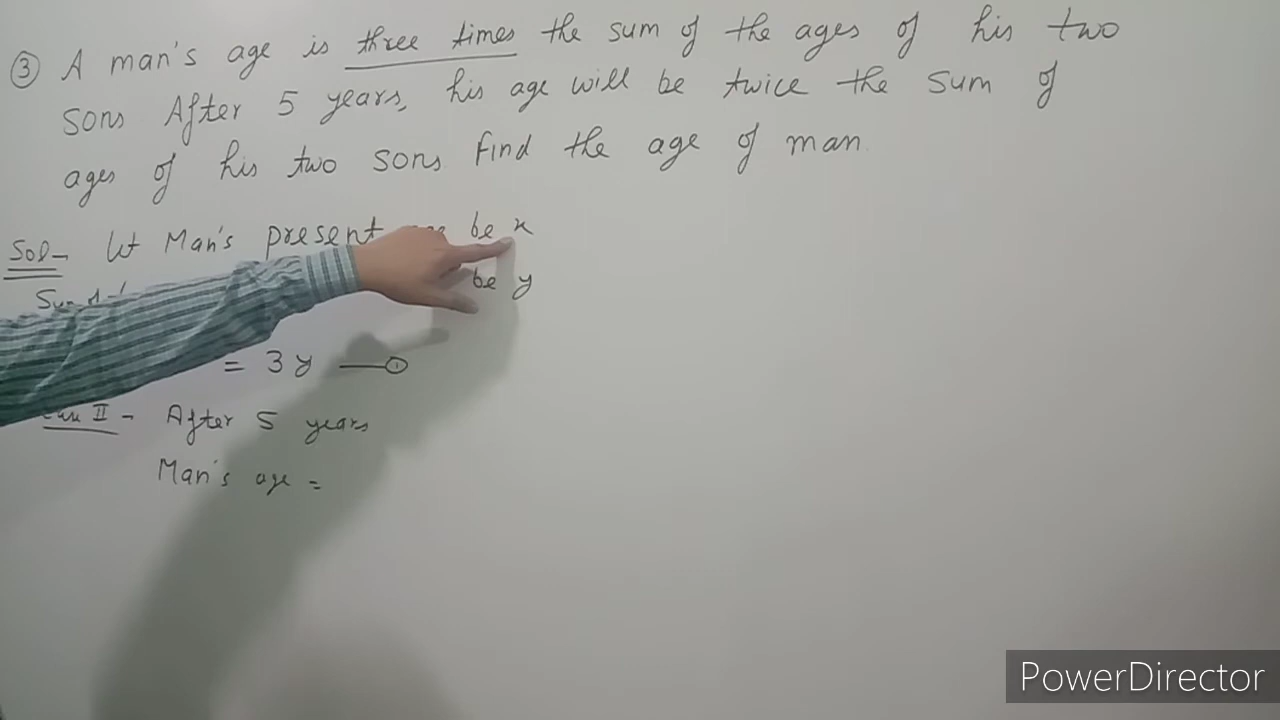 ③ A man's age is three times the sum of the ages of his two
sons After 5 years, his age will be twice the sum of
ages of his two sons Find the age of man.
Sol- let Man's present be x
be y
= 3y —①
II - After 5 years
Man's age =
PowerDirector